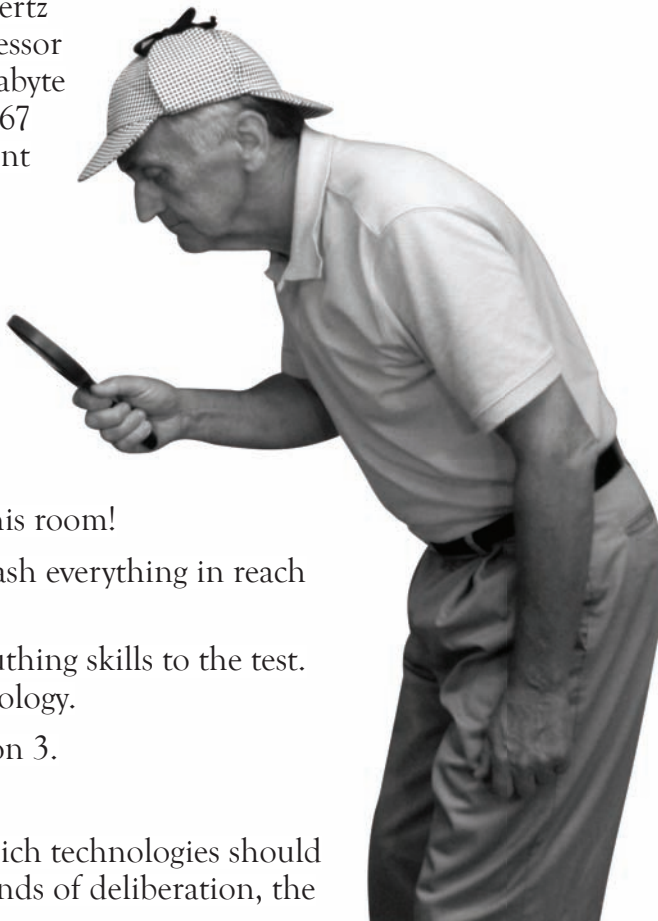 ertz
essor
abyte
67
nt
his room!
ash everything in reach
uthing skills to the test.
ology.
on 3.
ich technologies should
nds of deliberation, the